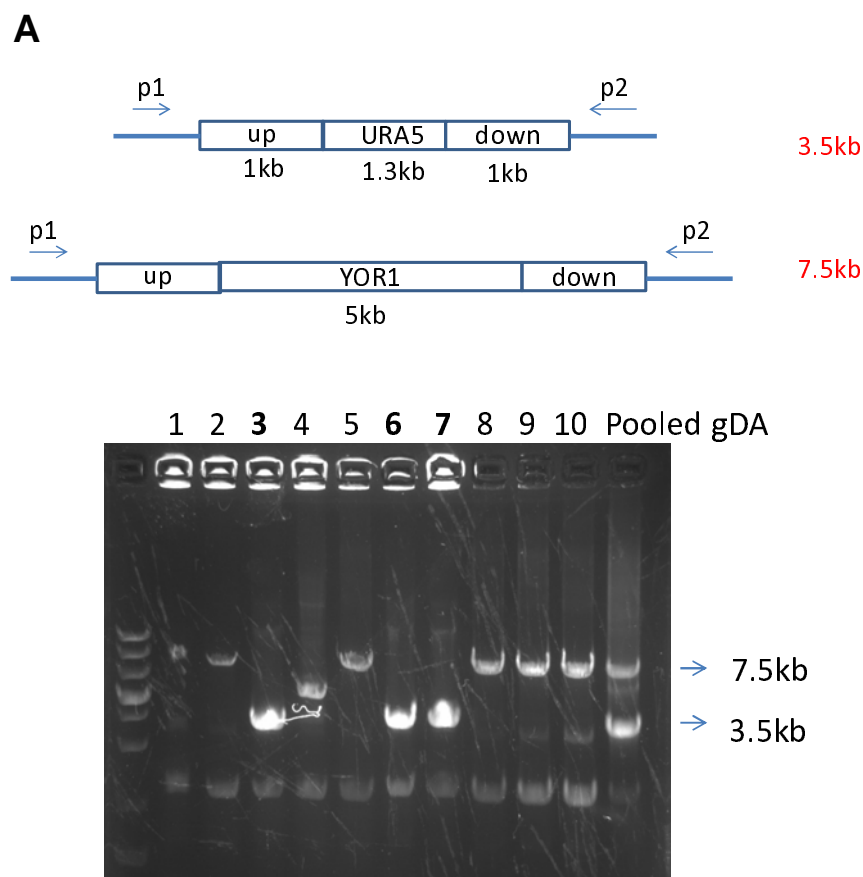 A
p1 p2
up URA5 down
1kb 1.3kb 1kb
3.5kb
p1 p2
up YOR1 down
7.5kb
5kb
1 2 3 4 5 6 7 8 9 10 Pooled gDA
7.5kb
3.5kb